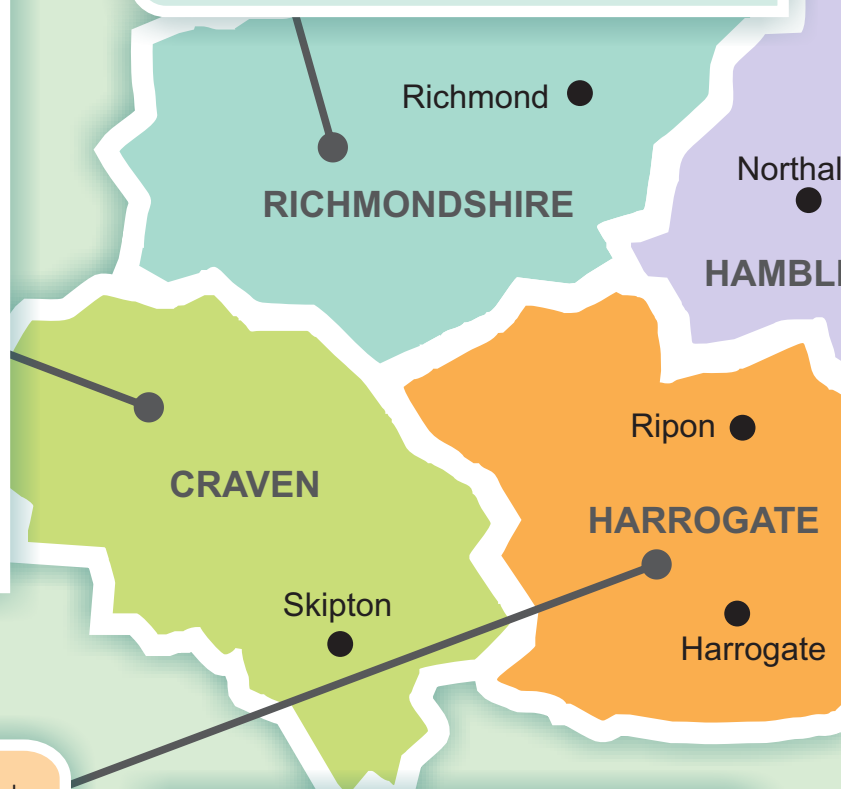 Richmond
Northal
RICHMONDSHIRE
HAMBL
Ripon
CRAVEN
HARROGATE
Skipton
Harrogate